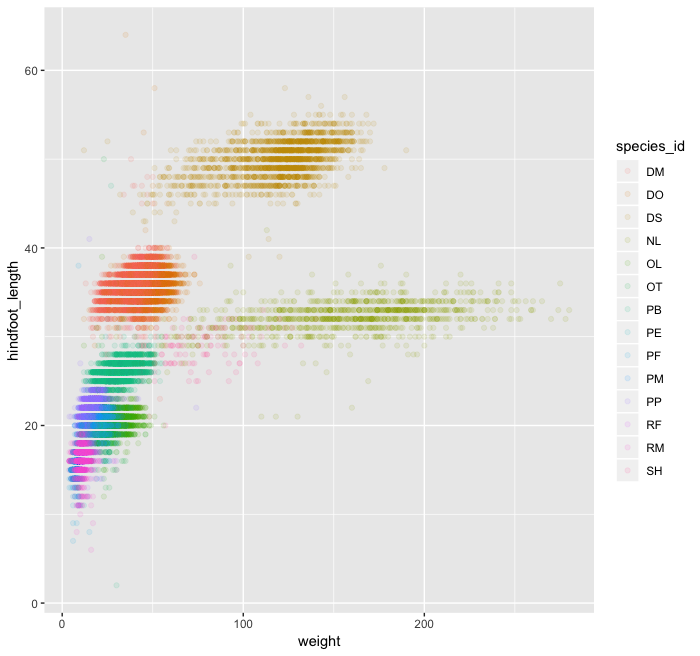 60
40
20
0
hindfoot_length
0
100
200
weight
species_id
DM
DO
DS
NL
OL
OT
PB
PE
PF
PM
PP
RF
RM
SH